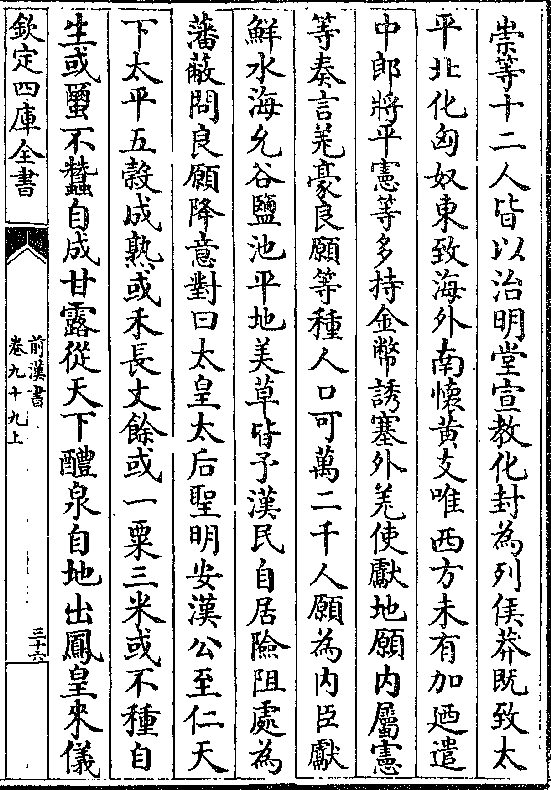 崇等十二人皆以治明堂宣教化封為列侯莽既致太
平北化匈奴東致海外南懷黃支唯西方未有加廼遣
中郎將平憲等多持金幣誘塞外羌使獻地願內屬憲
等奏言羌豪良願等種人口可萬二千人願為內臣獻
鮮水海允谷鹽池平地美草皆予漢民自居險阻處為
藩蔽問良願降意對曰太皇太后聖明安漢公至仁天
下太平五穀成熟或禾長丈餘或一粟三米或不種自
生或䌖不蠶自成甘露從天下醴泉自地出鳳皇來儀
欽定四庫全書
前漢書
卷九十九上
三十六